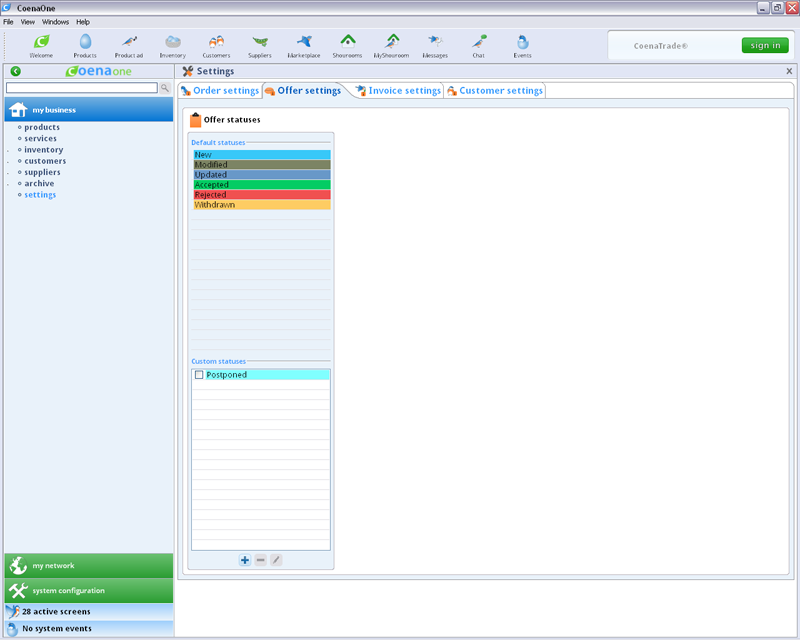 CoenaOne
File View Windows Help
Welcome Products Product ad Inventory Customers Suppliers Marketplace Showrooms MyShowroom Messages Chat Events
CoenaTrade®
sign in
Coenaone
Settings
x
Order settings Offer settings Invoice settings Customer settings
my business
products
services
inventory
customers
suppliers
archive
settings
Offer statuses
Default statuses
New
Modified
Updated
Accepted
Rejected
Withdrawn
Custom statuses
Postponed
my network
system configuration
28 active screens
No system events